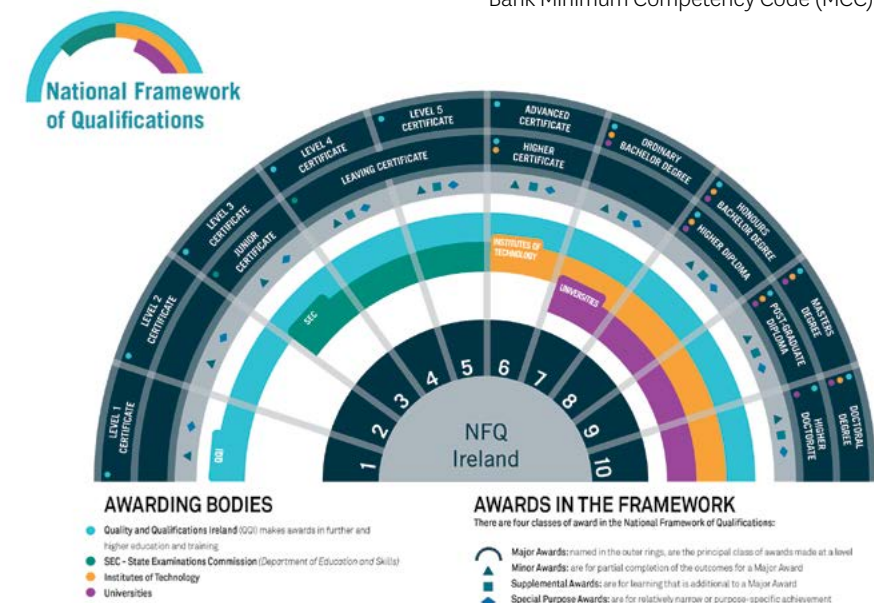 Bank Minimum Competency Code (MCC)
National Framework
of Qualifications
LEVEL 1
CERTIFICATE
LEVEL 2
CERTIFICATE
LEVEL 3
CERTIFICATE
JUNIOR
CERTIFICATE
LEVEL 4
CERTIFICATE
LEAVING CERTIFICATE
LEVEL 5
CERTIFICATE
ADVANCED
CERTIFICATE
HIGHER
CERTIFICATE
ORDINARY
BACHELOR DEGREE
HONOURS
BACHELOR DEGREE
HIGHER DIPLOMA
MASTERS
DEGREE
POST-GRADUATE
DIPLOMA
DOCTORAL
DEGREE
HIGHER
DOCTORATE
QQI
SEC
INSTITUTES OF
TECHNOLOGY
UNIVERSITIES
1
2
3
4
5
6
7
8
9
10
NFQ
Ireland
AWARDING BODIES
Quality and Qualifications Ireland (QQI) makes awards in further and
higher education and training
SEC - State Examinations Commission (Department of Education and Skills)
Institutes of Technology
Universities
AWARDS IN THE FRAMEWORK
There are four classes of award in the National Framework of Qualifications:
Major Awards: named in the outer rings, are the principal class of awards made at a level
Minor Awards: are for partial completion of the outcomes for a Major Award
Supplemental Awards: are for learning that is additional to a Major Award
Special Purpose Awards: are for relatively narrow or purpose-specific achievement